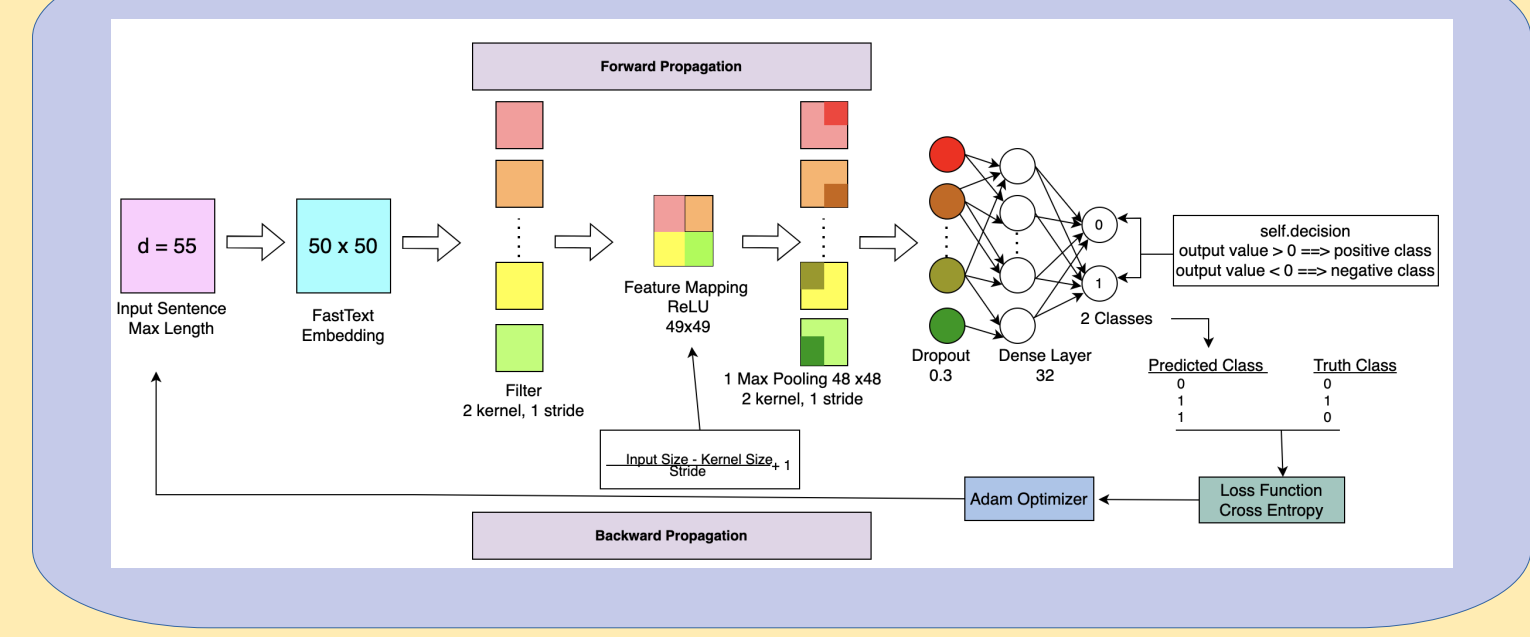 Forward Propagation
d = 55
Input Sentence
Max Length
50 x 50
FastText
Embedding
Filter
2 kernel, 1 stride
Feature Mapping
ReLU
49x49
Input Size - Kernel Size
Stride
+ 1
1 Max Pooling 48 x48
2 kernel, 1 stride
Dropout
0.3
Dense Layer
32
0
1
2 Classes
self.decision
output value > 0 ==> positive class
output value < 0 ==> negative class
Predicted Class Truth Class
0 0
1 1
1 0
Loss Function
Cross Entropy
Adam Optimizer
Backward Propagation